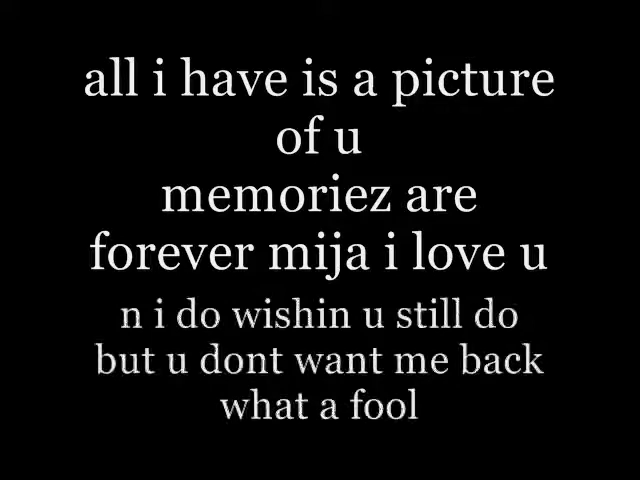 all i have is a picture
of u
memoriez are
forever mija i love u
n i do wishin u still do
but u dont want me back
what a fool